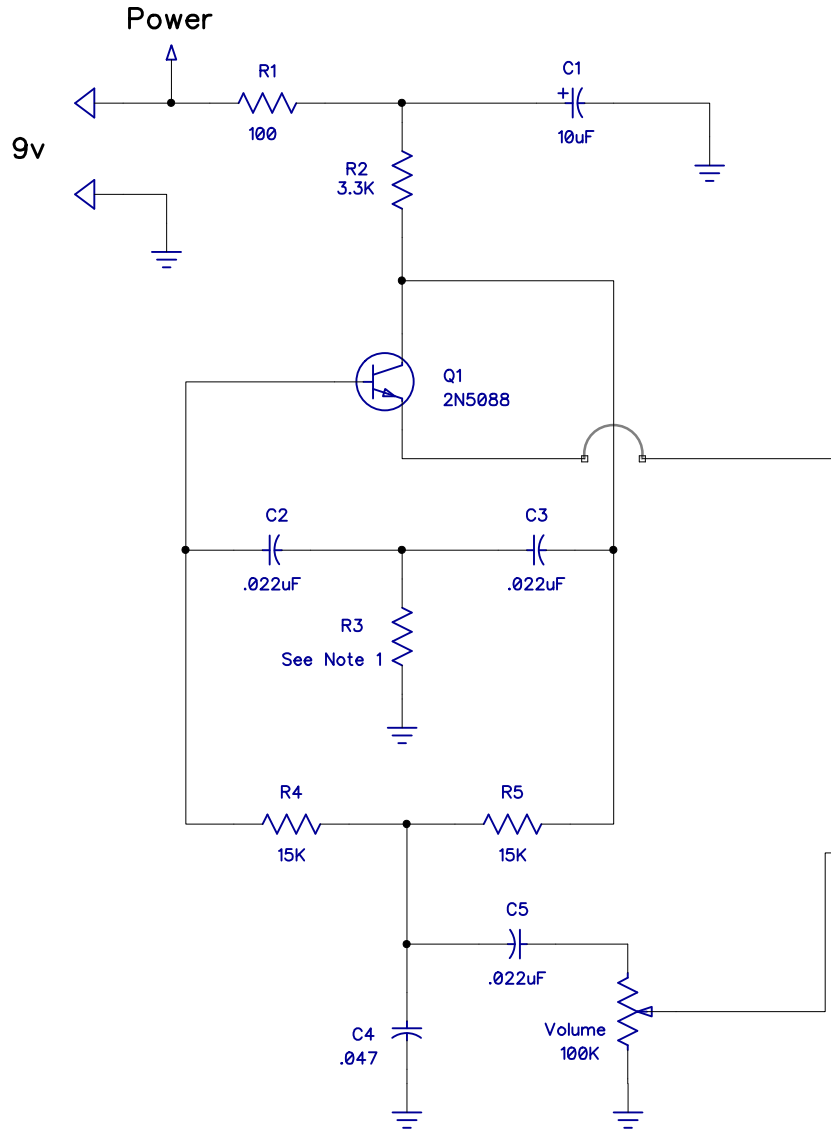 Power
R1
100
C1
+
10uF
9v
R2
3.3K
Q1
2N5088
C2
.022uF
C3
.022uF
R3
See Note 1
R4
15K
R5
15K
C5
.022uF
C4
.047
Volume
100K